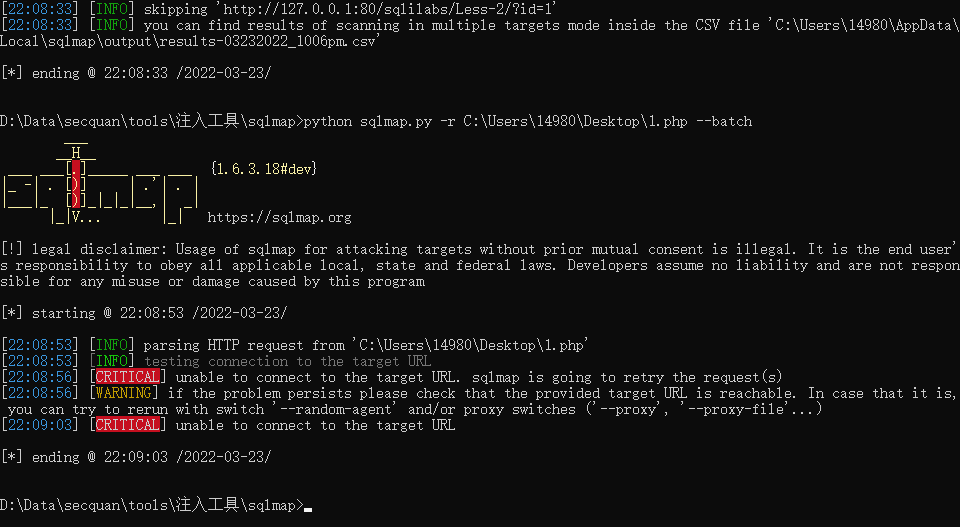 [22:08:33] [INFO] skipping 'http://127.0.0.1:80/sqlilabs/Less-2/?id=1'
[22:08:33] [INFO] you can find results of scanning in multiple targets mode inside the CSV file 'C:\Users\14980\AppData\
Local\sqlmap\output\results-03232022_1006pm.csv'
[*] ending @ 22:08:33 /2022-03-23/
D:\Data\secquan\tools\注入工具\sqlmap>python sqlmap.py -r C:\Users\14980\Desktop\1.php --batch
        ___
       __H__
 ___ ___[.]_____ ___ ___  {1.6.3.18#dev}
|_ -| . [)]     | .'| . |
|___|_  [)]_|_|_|__,|  _|
      |_|V...       |_|   https://sqlmap.org
[!] legal disclaimer: Usage of sqlmap for attacking targets without prior mutual consent is illegal. It is the end user'
s responsibility to obey all applicable local, state and federal laws. Developers assume no liability and are not respon
sible for any misuse or damage caused by this program
[*] starting @ 22:08:53 /2022-03-23/
[22:08:53] [INFO] parsing HTTP request from 'C:\Users\14980\Desktop\1.php'
[22:08:53] [INFO] testing connection to the target URL
[22:08:56] [CRITICAL] unable to connect to the target URL. sqlmap is going to retry the request(s)
[22:08:56] [WARNING] if the problem persists please check that the provided target URL is reachable. In case that it is,
 you can try to rerun with switch '--random-agent' and/or proxy switches ('--proxy', '--proxy-file'...)
[22:09:03] [CRITICAL] unable to connect to the target URL
[*] ending @ 22:09:03 /2022-03-23/
D:\Data\secquan\tools\注入工具\sqlmap>